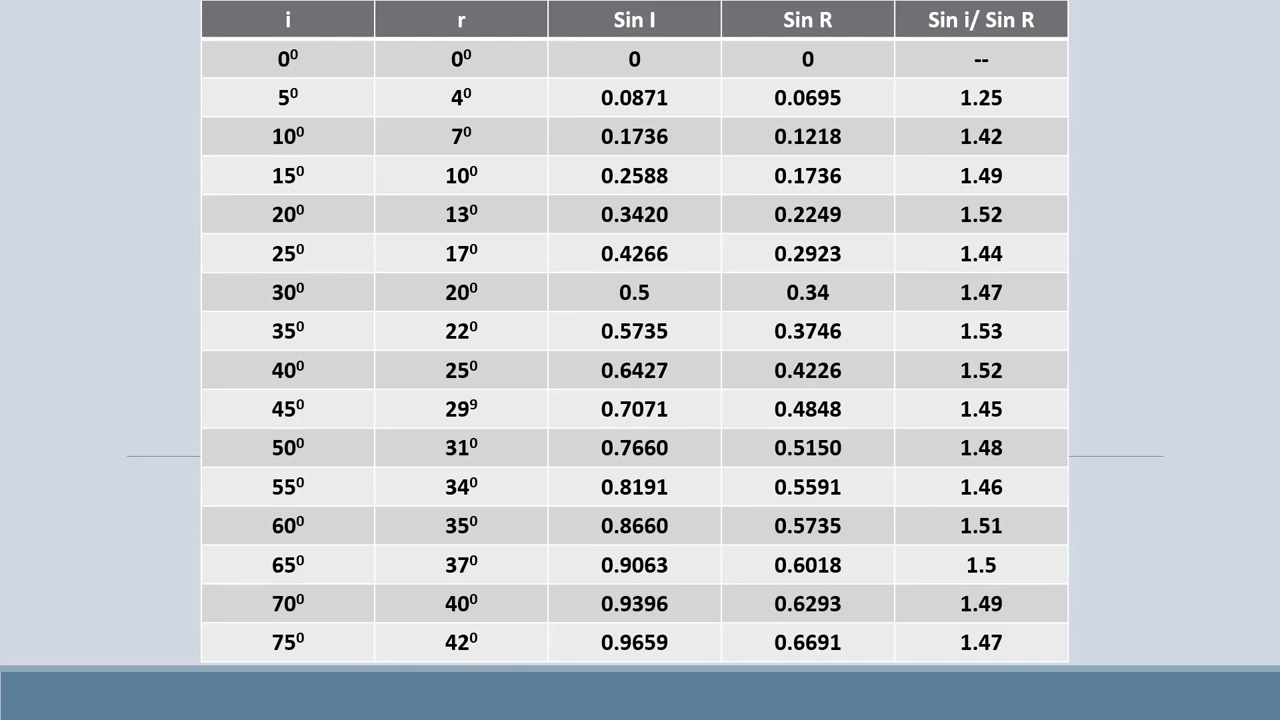 i r Sin I Sin R Sin i/ Sin R
0⁰ 0⁰ 0 0 --
5⁰ 4⁰ 0.0871 0.0695 1.25
10⁰ 7⁰ 0.1736 0.1218 1.42
15⁰ 10⁰ 0.2588 0.1736 1.49
20⁰ 13⁰ 0.3420 0.2249 1.52
25⁰ 17⁰ 0.4266 0.2923 1.44
30⁰ 20⁰ 0.5 0.34 1.47
35⁰ 22⁰ 0.5735 0.3746 1.53
40⁰ 25⁰ 0.6427 0.4226 1.52
45⁰ 29⁹ 0.7071 0.4848 1.45
50⁰ 31⁰ 0.7660 0.5150 1.48
55⁰ 34⁰ 0.8191 0.5591 1.46
60⁰ 35⁰ 0.8660 0.5735 1.51
65⁰ 37⁰ 0.9063 0.6018 1.5
70⁰ 40⁰ 0.9396 0.6293 1.49
75⁰ 42⁰ 0.9659 0.6691 1.47